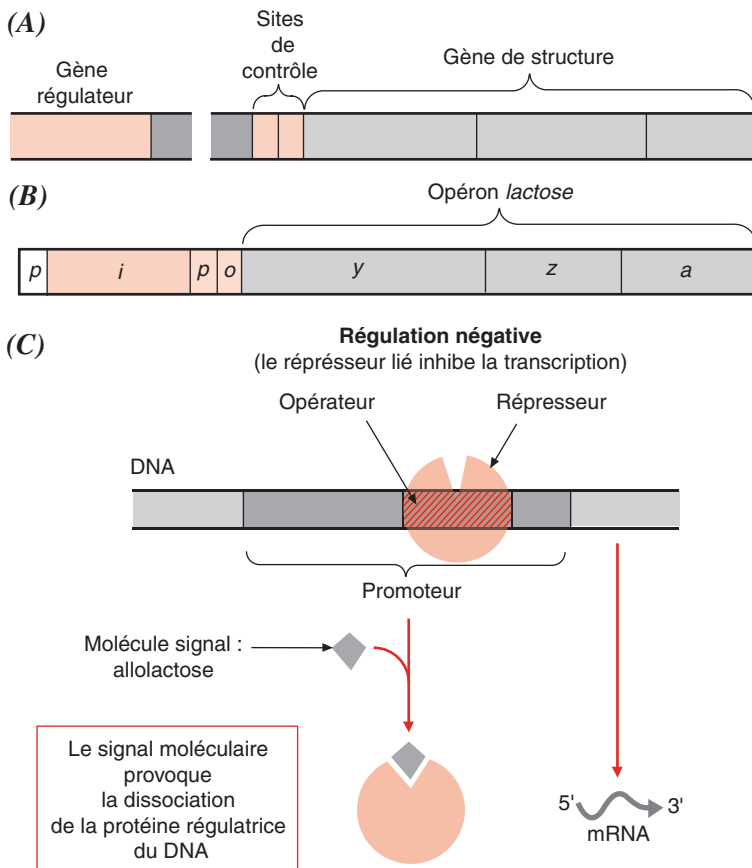 (A)
Sites
de
contrôle
Gène
régulateur
Gène de structure
(B)
Opéron lactose
p i p o y z a
(C)
Régulation négative
(le réprésseur lié inhibe la transcription)
Opérateur
Répresseur
DNA
Promoteur
Molécule signal :
allolactose
Le signal moléculaire
provoque
la dissociation
de la protéine régulatrice
du DNA
5' 3'
mRNA